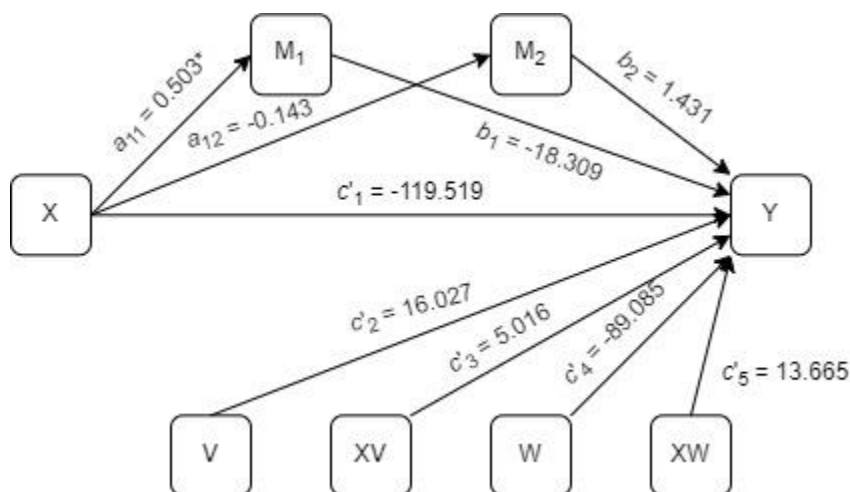 M₁
M₂
a₁₁ = 0.503*
a₁₂ = -0.143
b₂ = 1.431
b₁ = -18.309
X
c'₁ = -119.519
Y
c'₂ = 16.027
c'₃ = 5.016
c'₄ = -89.085
c'₅ = 13.665
V
XV
W
XW